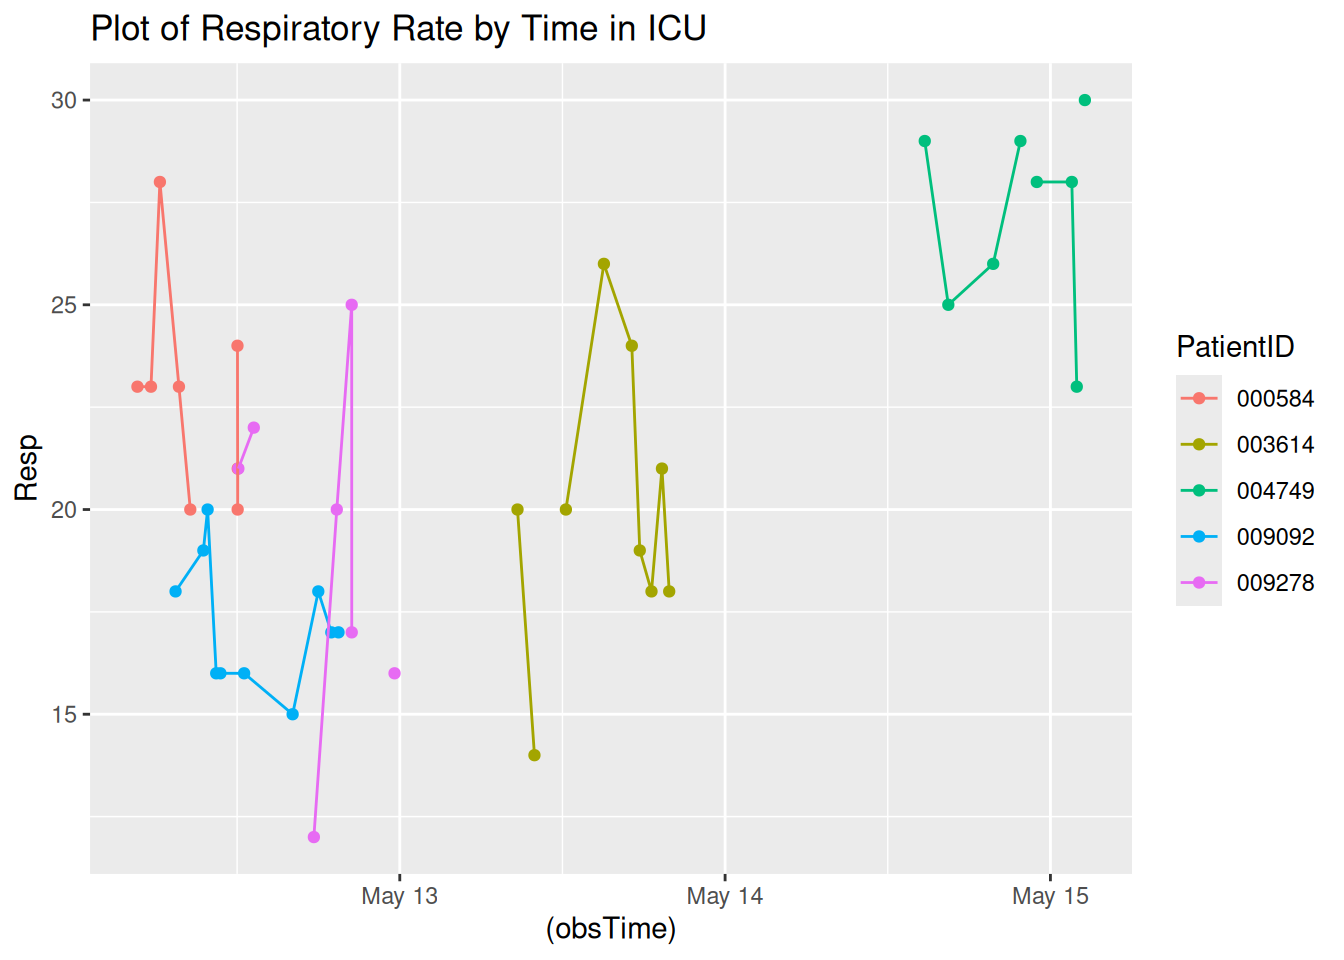 Plot of Respiratory Rate by Time in ICU
30
25
20
15
Resp
May 13
May 14
May 15
(obsTime)
PatientID
000584
003614
004749
009092
009278